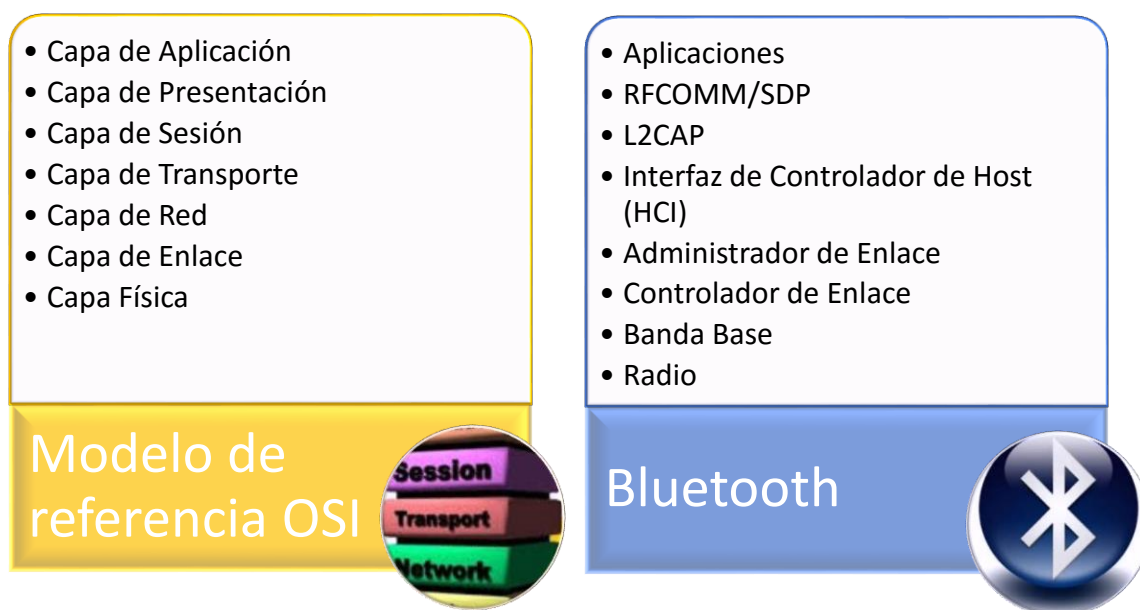 • Capa de Aplicación
• Capa de Presentación
• Capa de Sesión
• Capa de Transporte
• Capa de Red
• Capa de Enlace
• Capa Física
Modelo de
referencia OSI
Session
Transport
Network
• Aplicaciones
• RFCOMM/SDP
• L2CAP
• Interfaz de Controlador de Host
(HCI)
• Administrador de Enlace
• Controlador de Enlace
• Banda Base
• Radio
Bluetooth